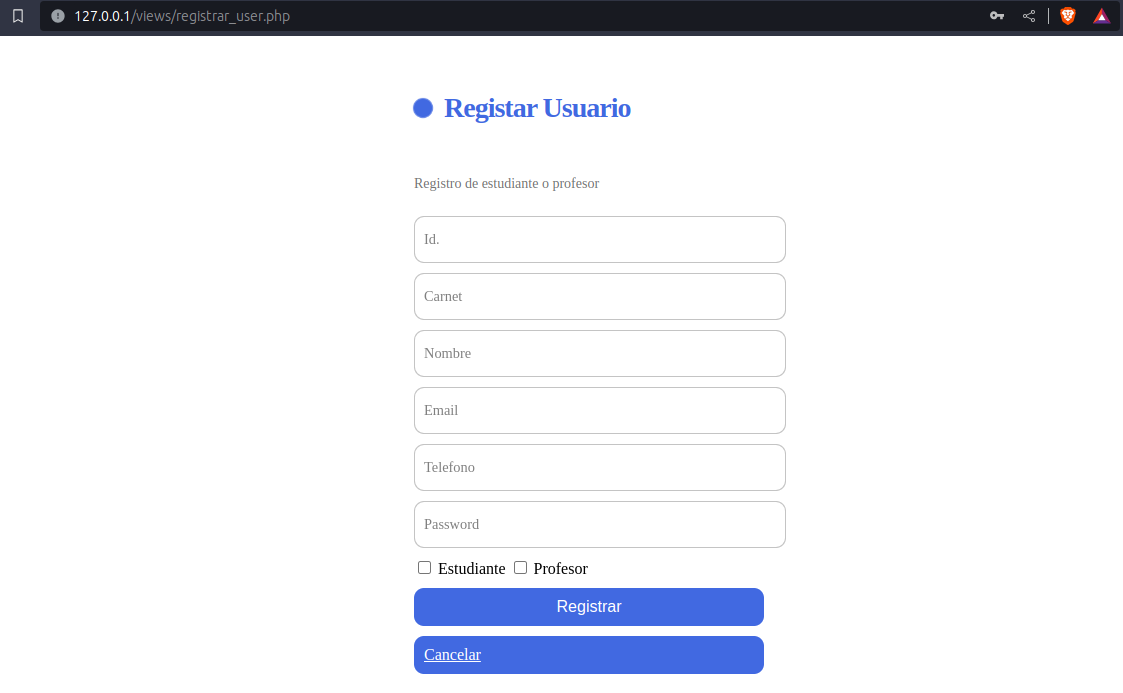 127.0.0.1/views/registrar_user.php
Registar Usuario
Registro de estudiante o profesor
Id.
Carnet
Nombre
Email
Telefono
Password
Estudiante Profesor
Registrar
Cancelar